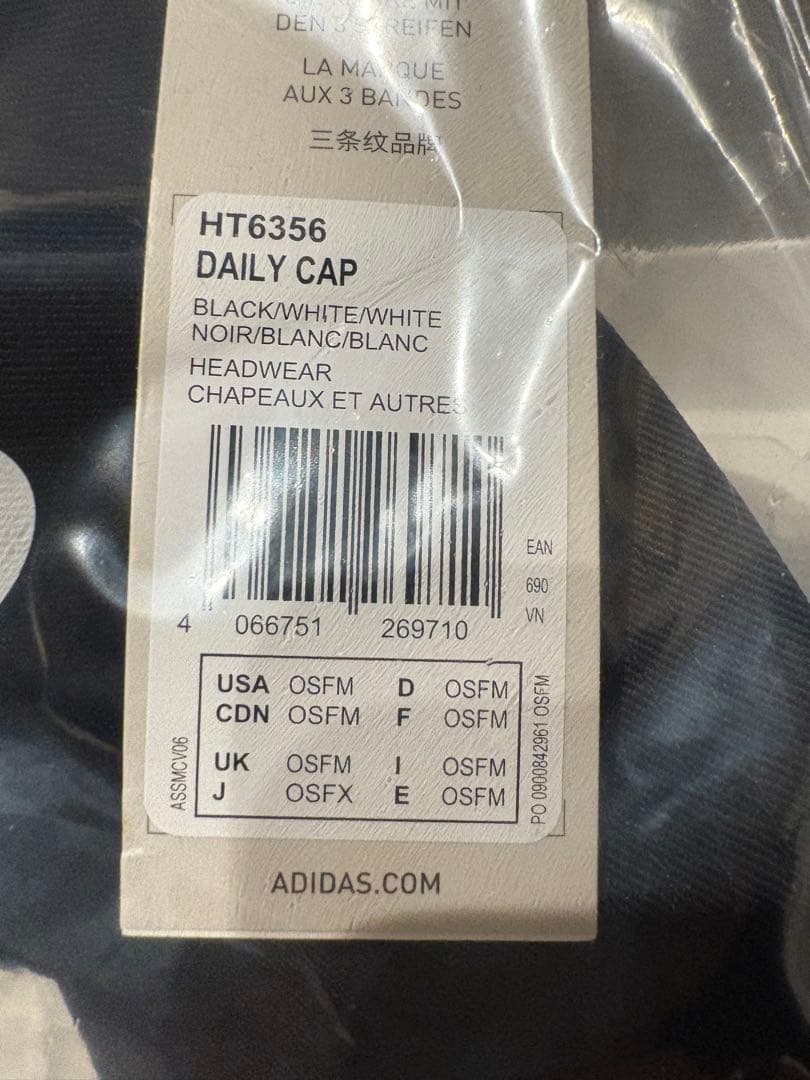 MIT
DEN 3 STREIFEN
LA MARQUE
AUX 3 BANDES
三条纹品牌
HT6356
DAILY CAP
BLACK/WHITE/WHITE
NOIR/BLANC/BLANC
HEADWEAR
CHAPEAUX ET AUTRES
EAN
690
VN
4 066751 269710
USA OSFM D OSFM
CDN OSFM F OSFM
UK OSFM I OSFM
J OSFX E OSFM
ASSMCV06
PO 0900842961 OSFM
ADIDAS.COM